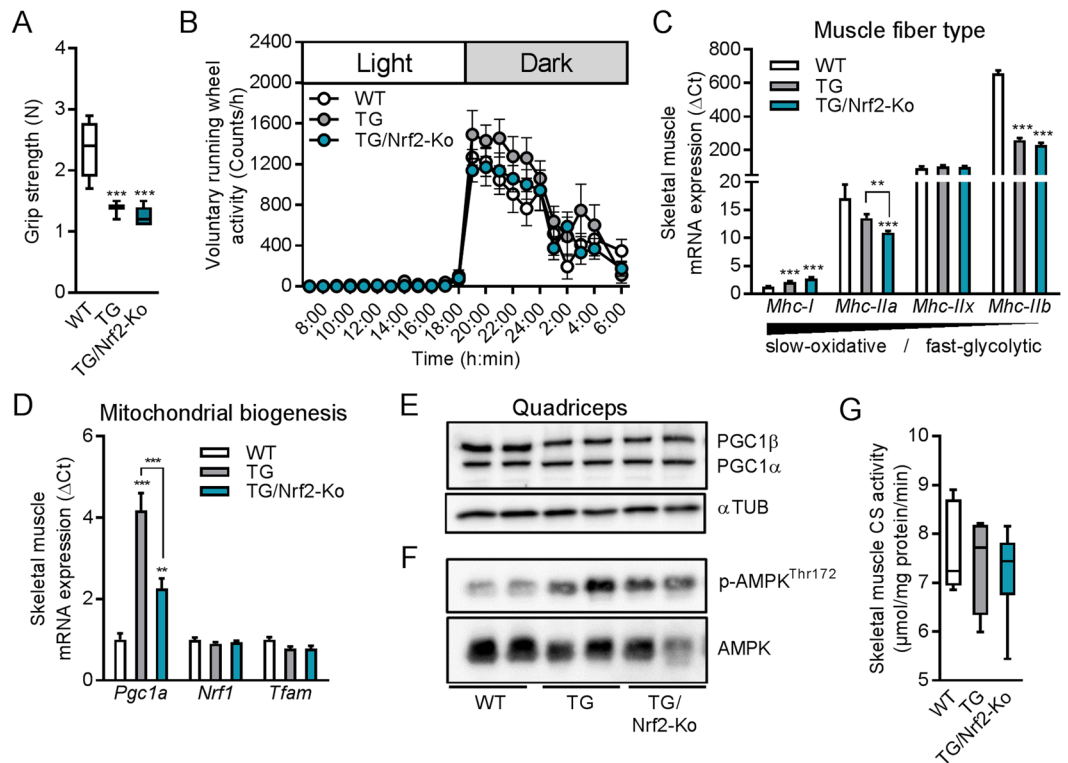 A
Grip strength (N)
4
3
2
1
0
***
***
WT
TG
TG/Nrf2-Ko
B
Voluntary running wheel
activity (Counts/h)
2400
2000
1600
1200
800
400
0
Light
Dark
WT
TG
TG/Nrf2-Ko
8:00
10:00
12:00
14:00
16:00
18:00
20:00
22:00
24:00
2:00
4:00
6:00
Time (h:min)
C
Muscle fiber type
Skeletal muscle
mRNA expression (ΔCt)
800
600
400
200
20
15
10
5
0
WT
TG
TG/Nrf2-Ko
***
***
**
***
***
***
Mhc-I
Mhc-IIa
Mhc-IIx
Mhc-IIb
slow-oxidative / fast-glycolytic
D
Mitochondrial biogenesis
Skeletal muscle
mRNA expression (ΔCt)
6
4
2
0
WT
TG
TG/Nrf2-Ko
***
***
**
Pgc1a
Nrf1
Tfam
E
Quadriceps
PGC1β
PGC1α
αTUB
F
p-AMPKThr172
AMPK
WT
TG
TG/
Nrf2-Ko
G
Skeletal muscle CS activity
(µmol/mg protein/min)
10
9
8
7
6
5
WT
TG
TG/Nrf2-Ko